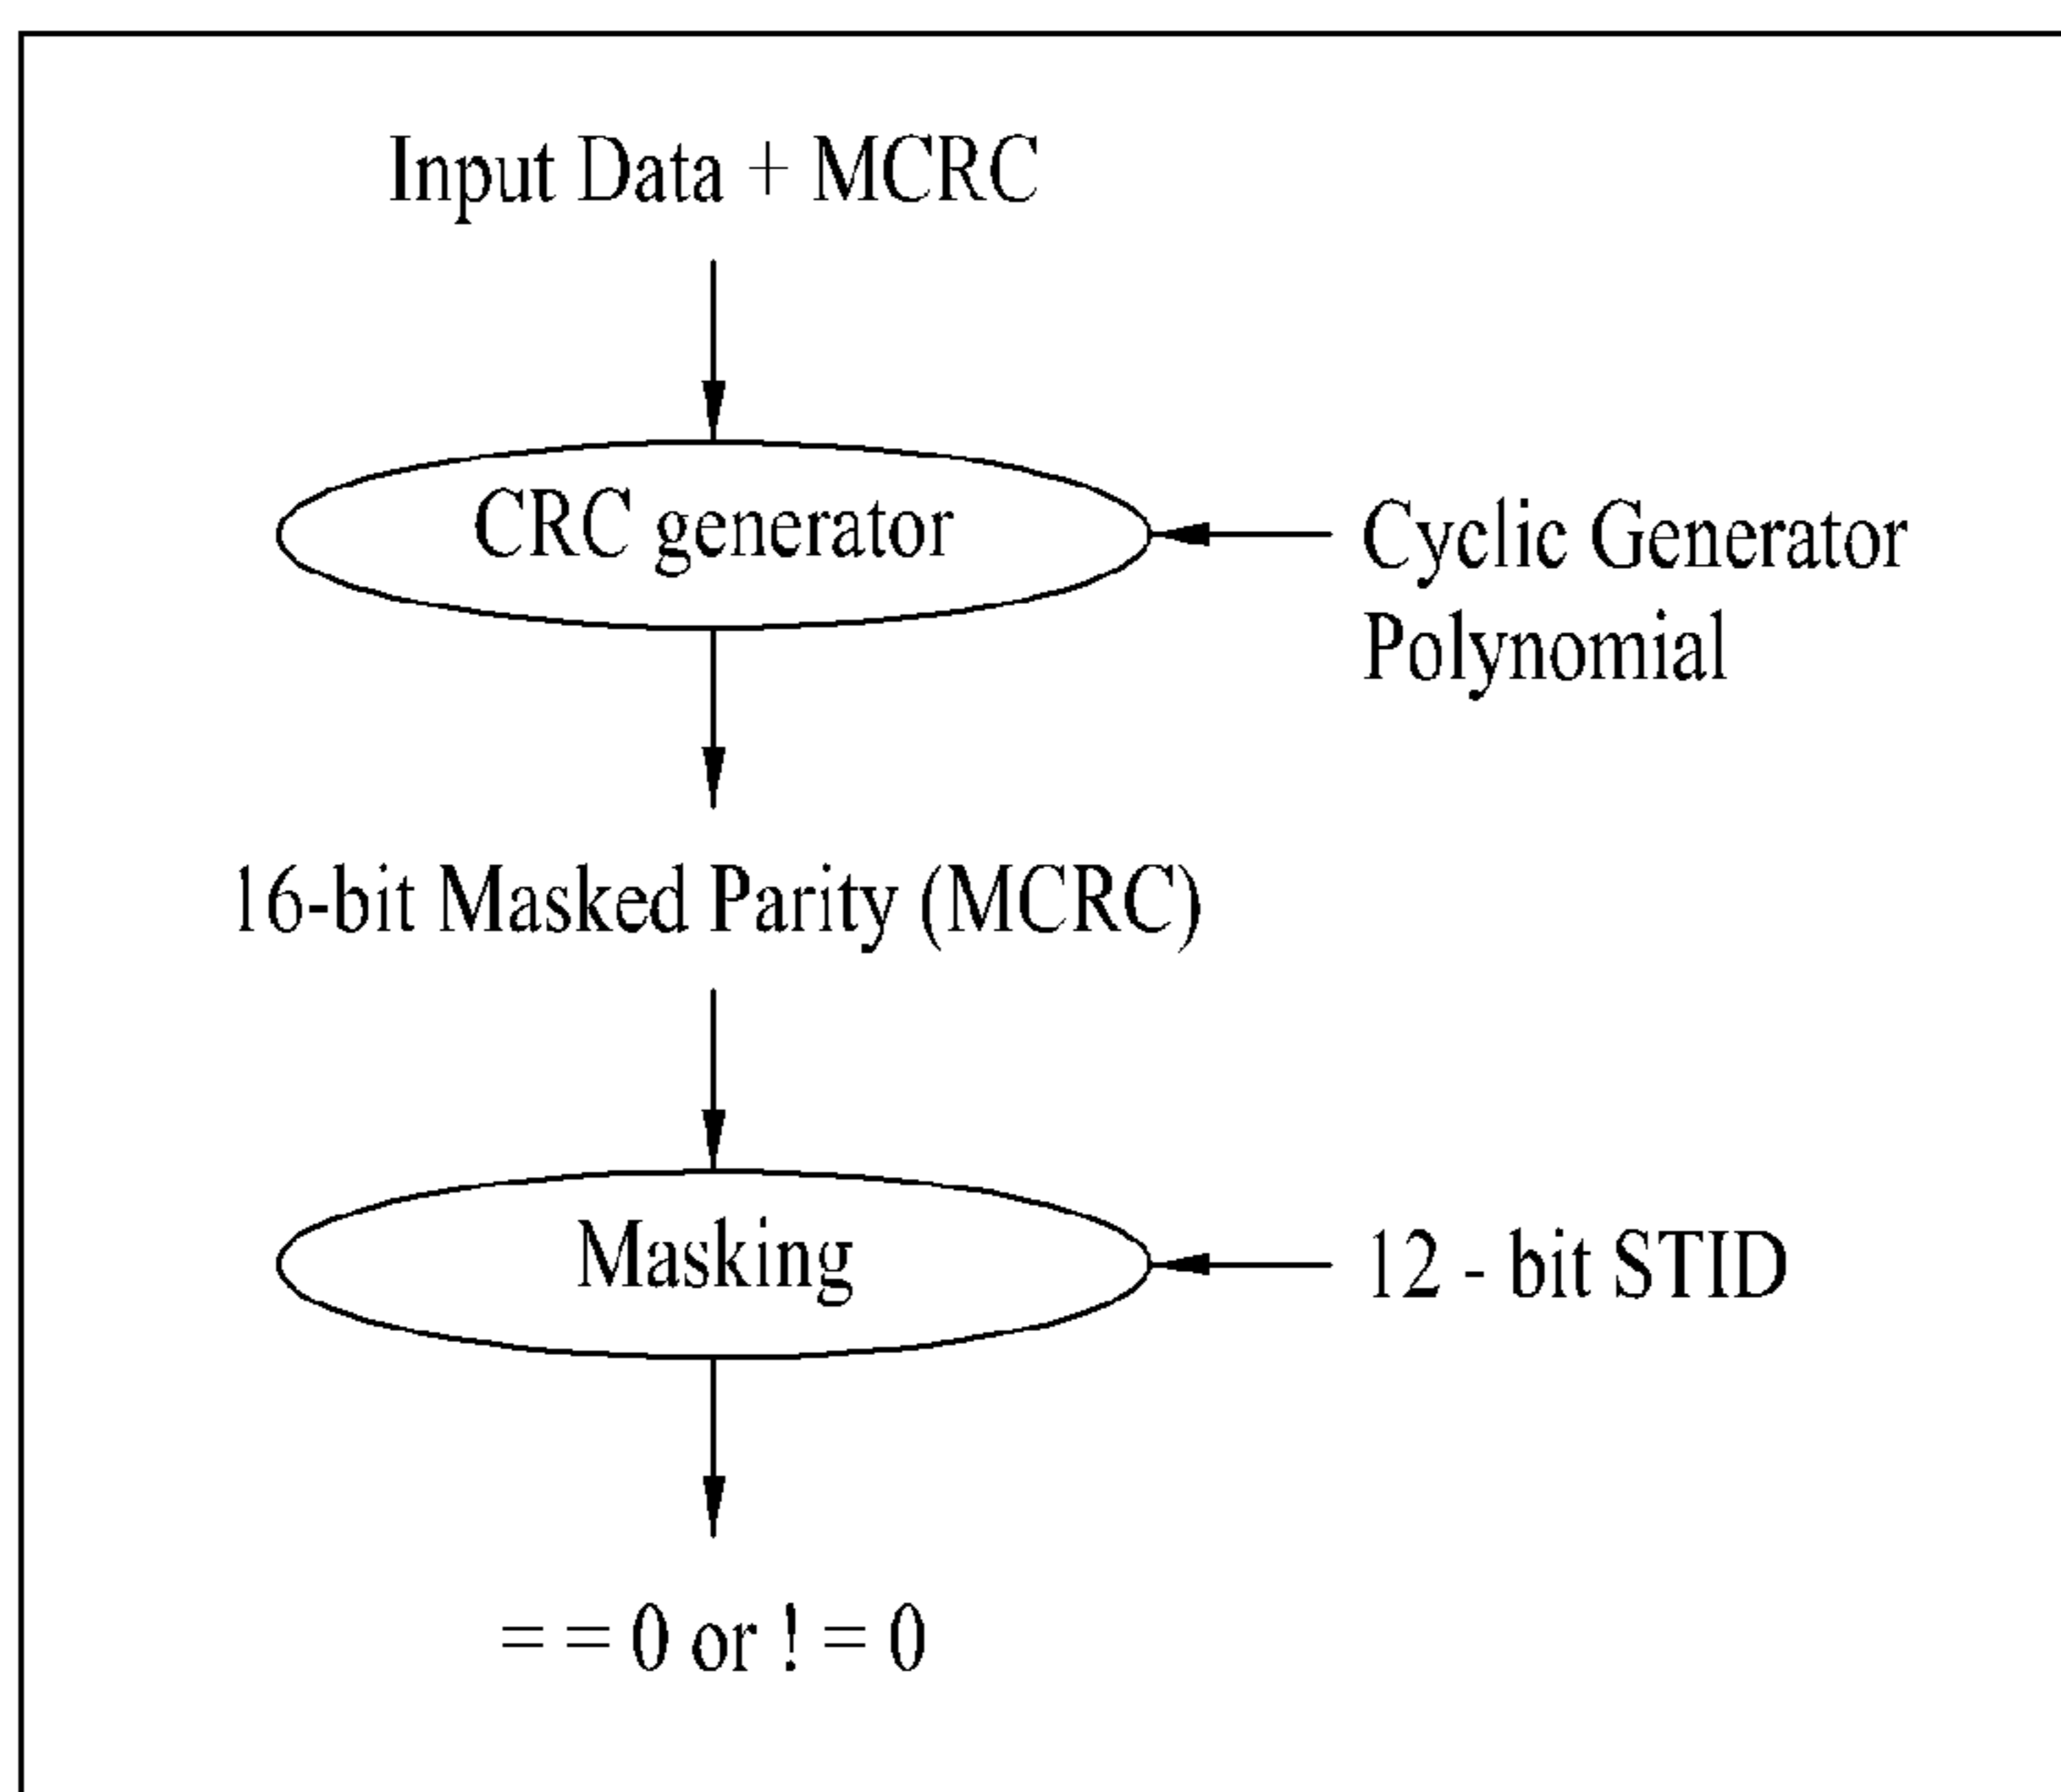 Input Data + MCRC
CRC generator
Cyclic Generator
Polynomial
16-bit Masked Parity (MCRC)
Masking
12 - bit STID
= = 0 or ! = 0